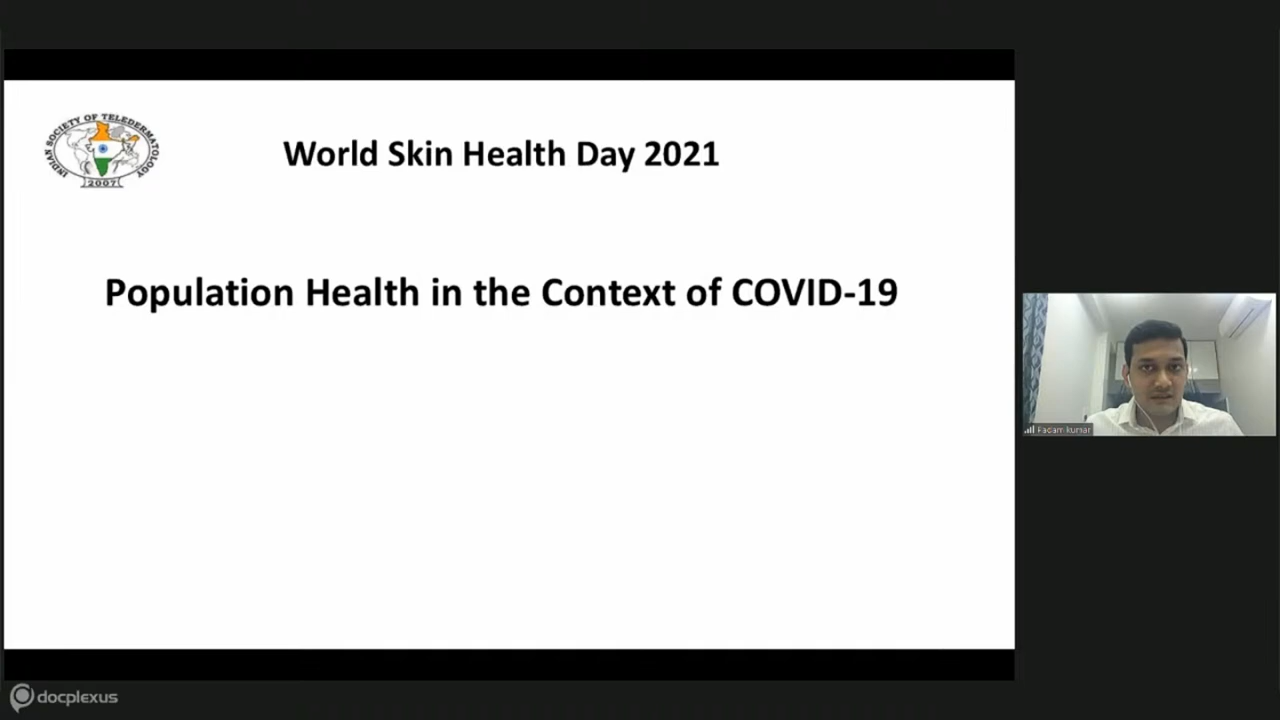 INDIAN SOCIETY OF TELEDERMATOLOGY
2007
World Skin Health Day 2021
Population Health in the Context of COVID-19
Padam kumar
docplexus